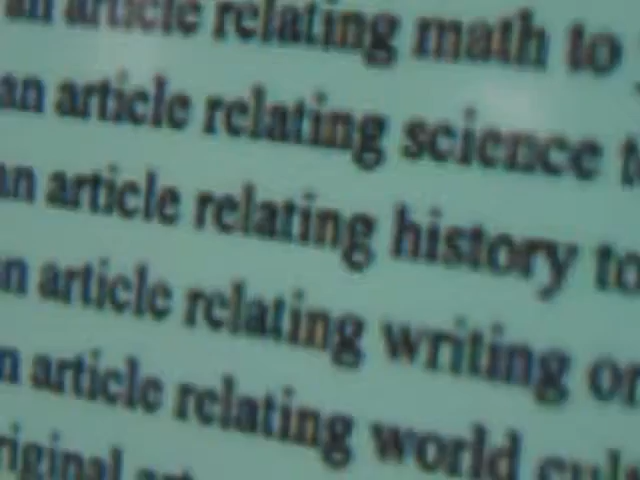 an article relating math to
an article relating science to
an article relating history to
an article relating writing or
an article relating world
original